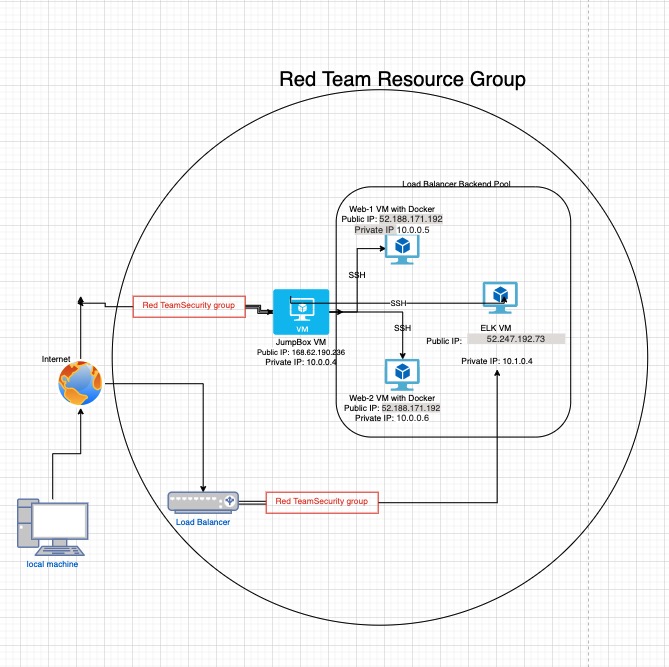 Red Team Resource Group
Load Balancer Backend Pool
Web-1 VM with Docker
Public IP: 52.188.171.192
Private IP 10.0.0.5
SSH
Red TeamSecurity group
VM
SSH
JumpBox VM
Public IP: 168.62.190.236
Private IP: 10.0.0.4
SSH
ELK VM
Public IP: 52.247.192.73
Private IP: 10.1.0.4
Internet
Web-2 VM with Docker
Public IP: 52.188.171.192
Private IP: 10.0.0.6
Red TeamSecurity group
Load Balancer
local machine